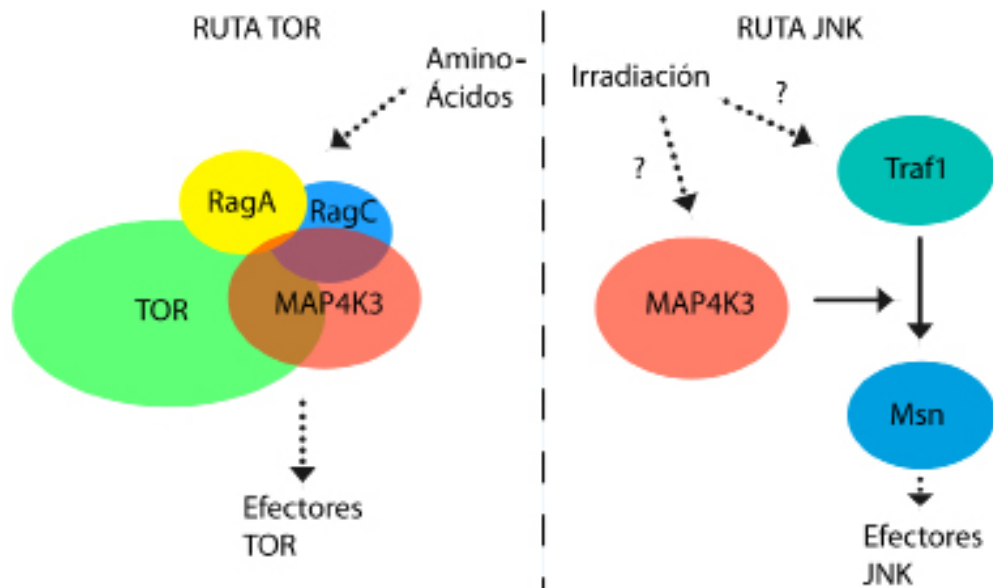 RUTA TOR
Amino-
Ácidos
RagA
RagC
TOR
MAP4K3
Efectores
TOR
RUTA JNK
Irradiación
?
?
Traf1
MAP4K3
Msn
Efectores
JNK